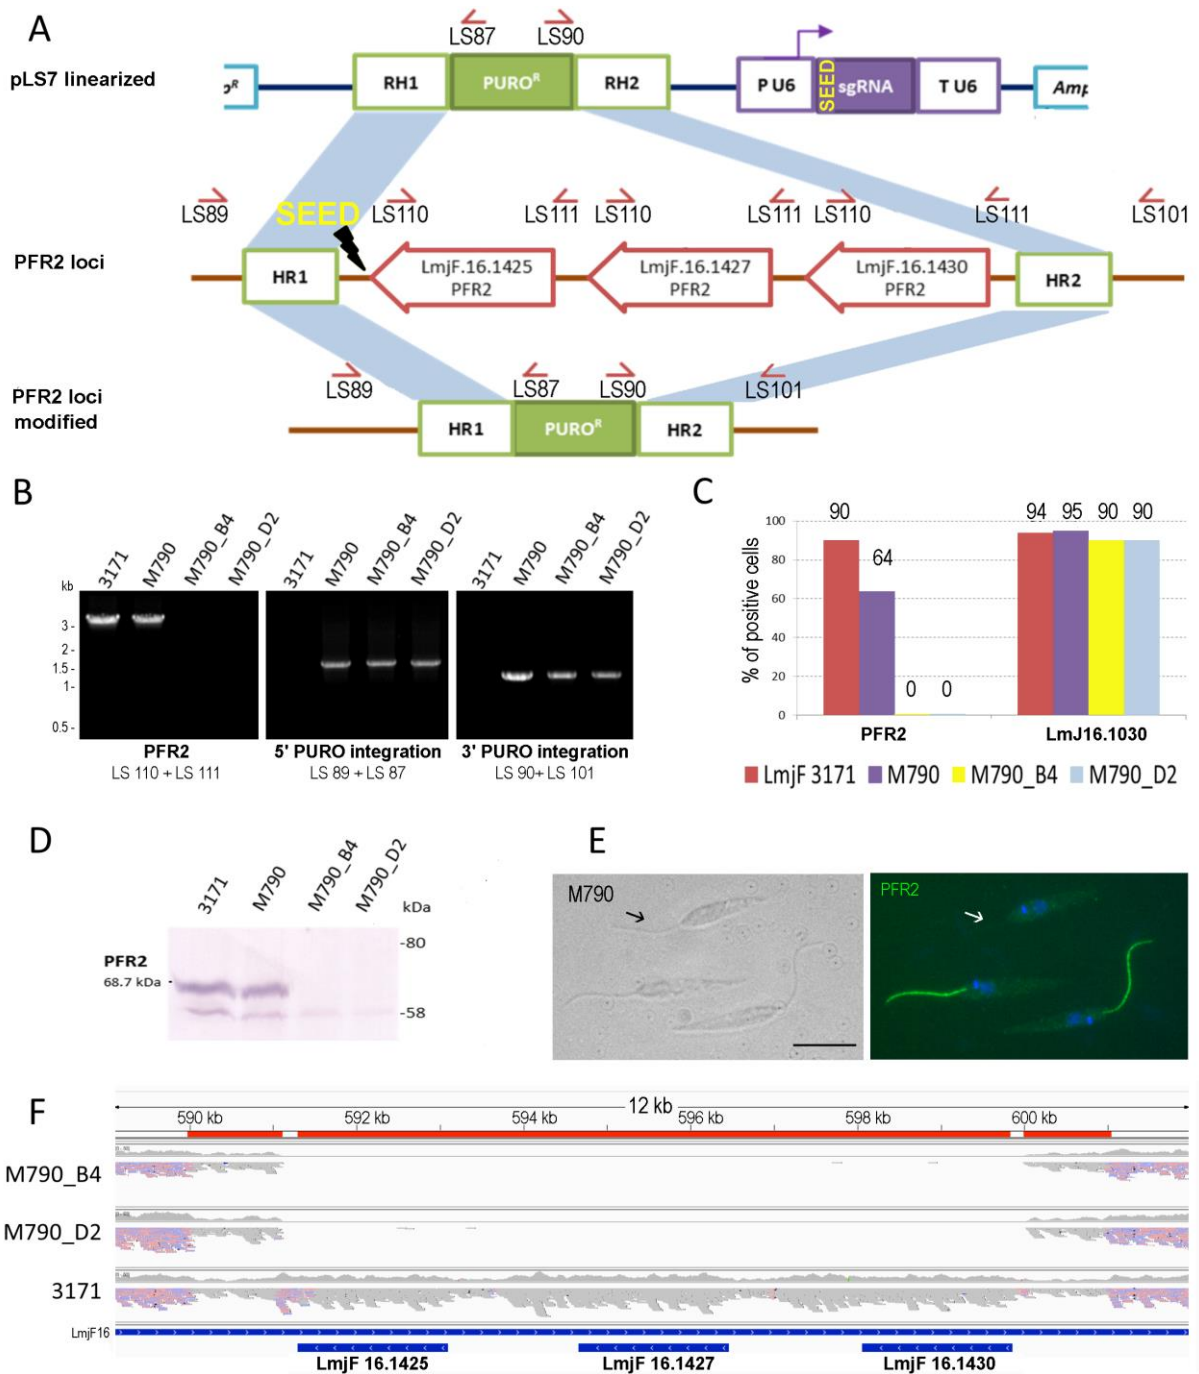 A
LS87 LS90
pLS7 linearized
RH1 PURO^R RH2 P U6 SEED sgRNA T U6 Amp
LS89 SEED LS110 LS111 LS110 LS111 LS110 LS111 LS101
PFR2 loci
HR1 LmjF.16.1425 PFR2 LmjF.16.1427 PFR2 LmjF.16.1430 PFR2 HR2
LS89 LS87 LS90 LS101
PFR2 loci modified
HR1 PURO^R HR2
B
3171 M790 M790_B4 M790_D2 3171 M790 M790_B4 M790_D2 3171 M790 M790_B4 M790_D2
kb
3 -
2 -
1.5 -
1 -
0.5 -
PFR2 5' PURO integration 3' PURO integration
LS 110 + LS 111 LS 89 + LS 87 LS 90+ LS 101
C
% of positive cells
100
80
60
40
20
0
90 64 0 0 94 95 90 90
PFR2 LmJ16.1030
LmjF 3171 M790 M790_B4 M790_D2
D
3171 M790 M790_B4 M790_D2
kDa
-80
PFR2
68.7 kDa
-58
E
M790
PFR2
F
12 kb
590 kb 592 kb 594 kb 596 kb 598 kb 600 kb
M790_B4
M790_D2
3171
LmjF16
LmjF 16.1425 LmjF 16.1427 LmjF 16.1430